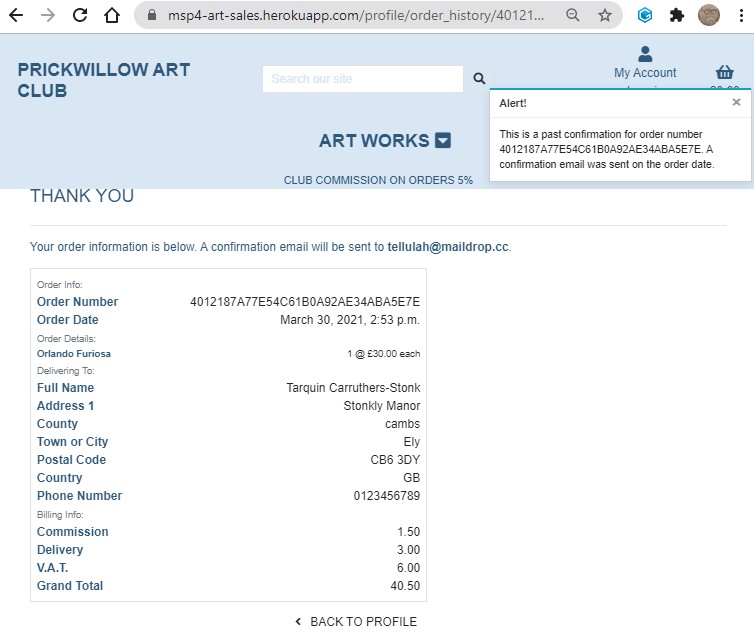 msp4-art-sales.herokuapp.com/profile/order_history/40121...
PRICKWILLOW ART
CLUB
Search our site
My Account
ART WORKS
CLUB COMMISSION ON ORDERS 5%
Alert!
×
This is a past confirmation for order number
4012187A77E54C61B0A92AE34ABA5E7E. A
confirmation email was sent on the order date.
THANK YOU
Your order information is below. A confirmation email will be sent to tellulah@maildrop.cc.
Order Info:
Order Number 4012187A77E54C61B0A92AE34ABA5E7E
Order Date March 30, 2021, 2:53 p.m.
Order Details:
Orlando Furiosa 1 @ £30.00 each
Delivering To:
Full Name Tarquin Carruthers-Stonk
Address 1 Stonkly Manor
County cambs
Town or City Ely
Postal Code CB6 3DY
Country GB
Phone Number 0123456789
Billing Info:
Commission 1.50
Delivery 3.00
V.A.T. 6.00
Grand Total 40.50
BACK TO PROFILE